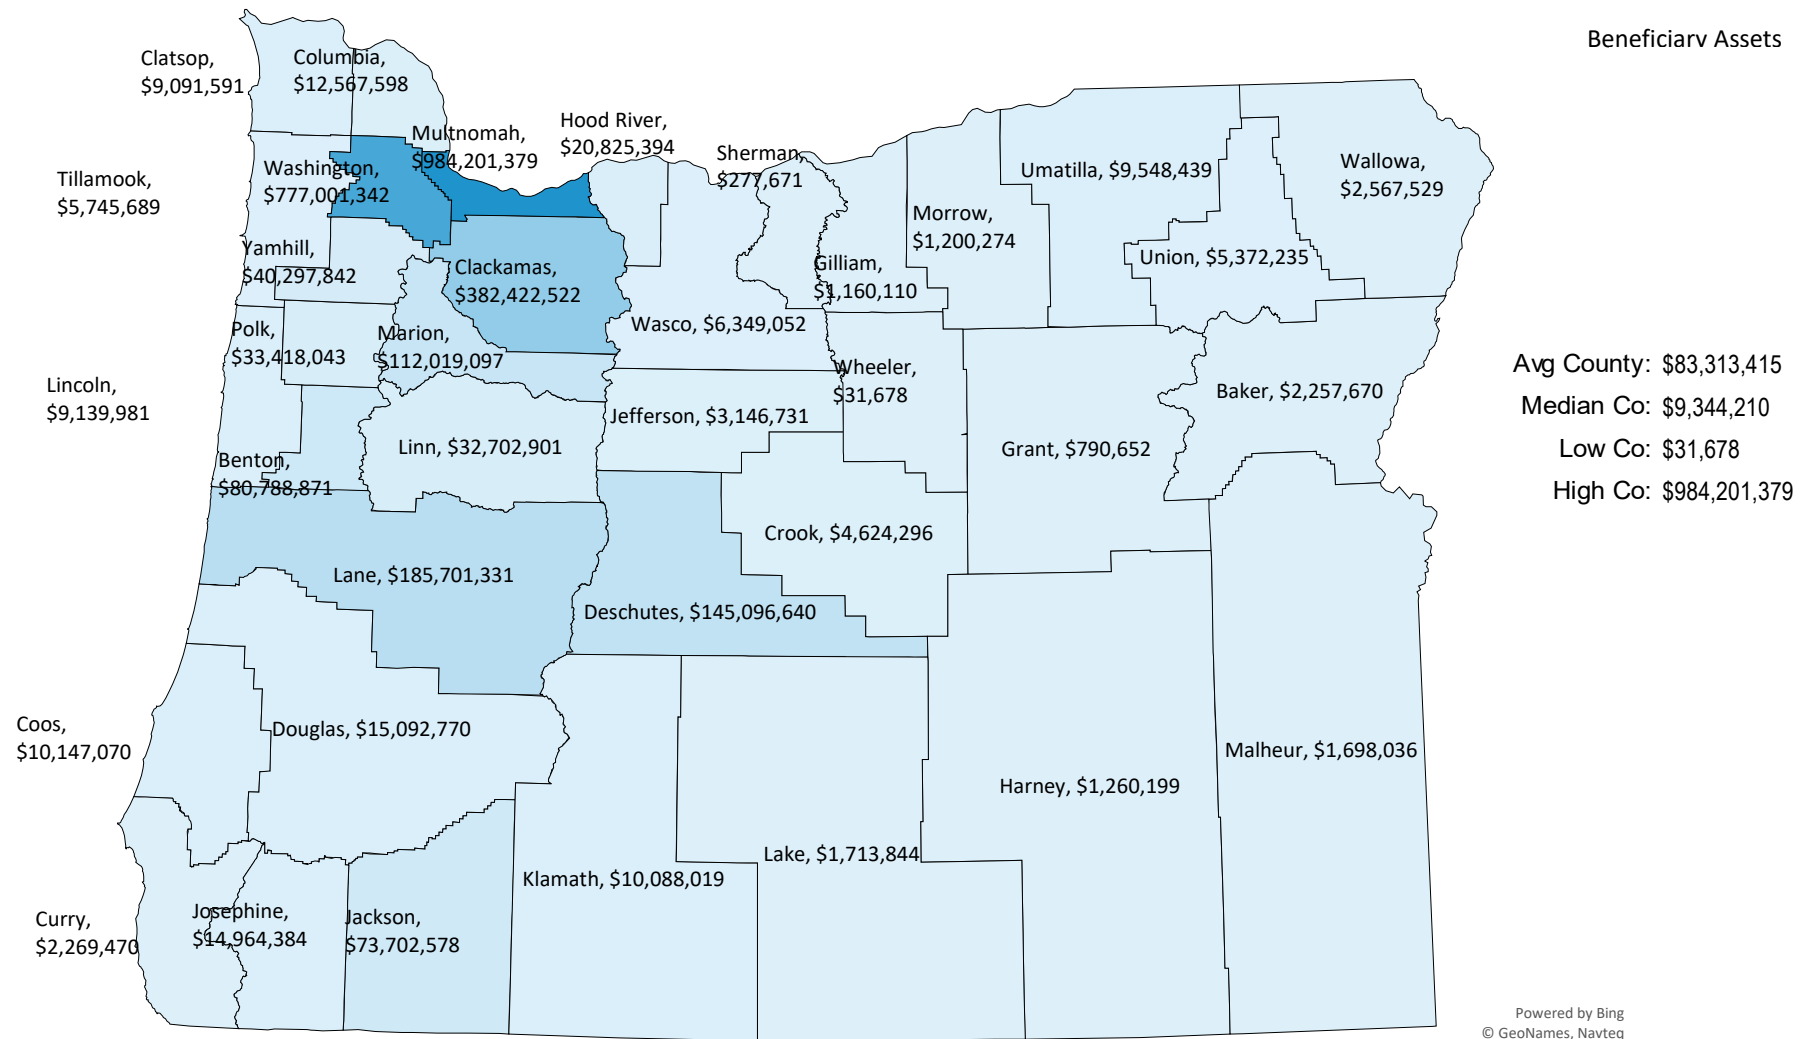 Beneficiary Assets
Clatsop,
$9,091,591
Columbia,
$12,567,598
Multnomah,
$984,201,379
Hood River,
$20,825,394
Sherman,
$277,671
Umatilla, $9,548,439
Wallowa,
$2,567,529
Tillamook,
$5,745,689
Washington,
$777,001,342
Morrow,
$1,200,274
Union, $5,372,235
Yamhill,
$40,297,842
Clackamas,
$382,422,522
Gilliam,
$1,160,110
Polk,
$33,418,043
Marion,
$112,019,097
Wasco, $6,349,052
Wheeler,
$31,678
Baker, $2,257,670
Lincoln,
$9,139,981
Jefferson, $3,146,731
Linn, $32,702,901
Grant, $790,652
Benton,
$80,788,871
Crook, $4,624,296
Lane, $185,701,331
Deschutes, $145,096,640
Coos,
$10,147,070
Douglas, $15,092,770
Malheur, $1,698,036
Harney, $1,260,199
Lake, $1,713,844
Klamath, $10,088,019
Curry,
$2,269,470
Josephine,
$14,964,384
Jackson,
$73,702,578
Avg County: $83,313,415
Median Co: $9,344,210
Low Co: $31,678
High Co: $984,201,379
Powered by Bing
© GeoNames, Navteq